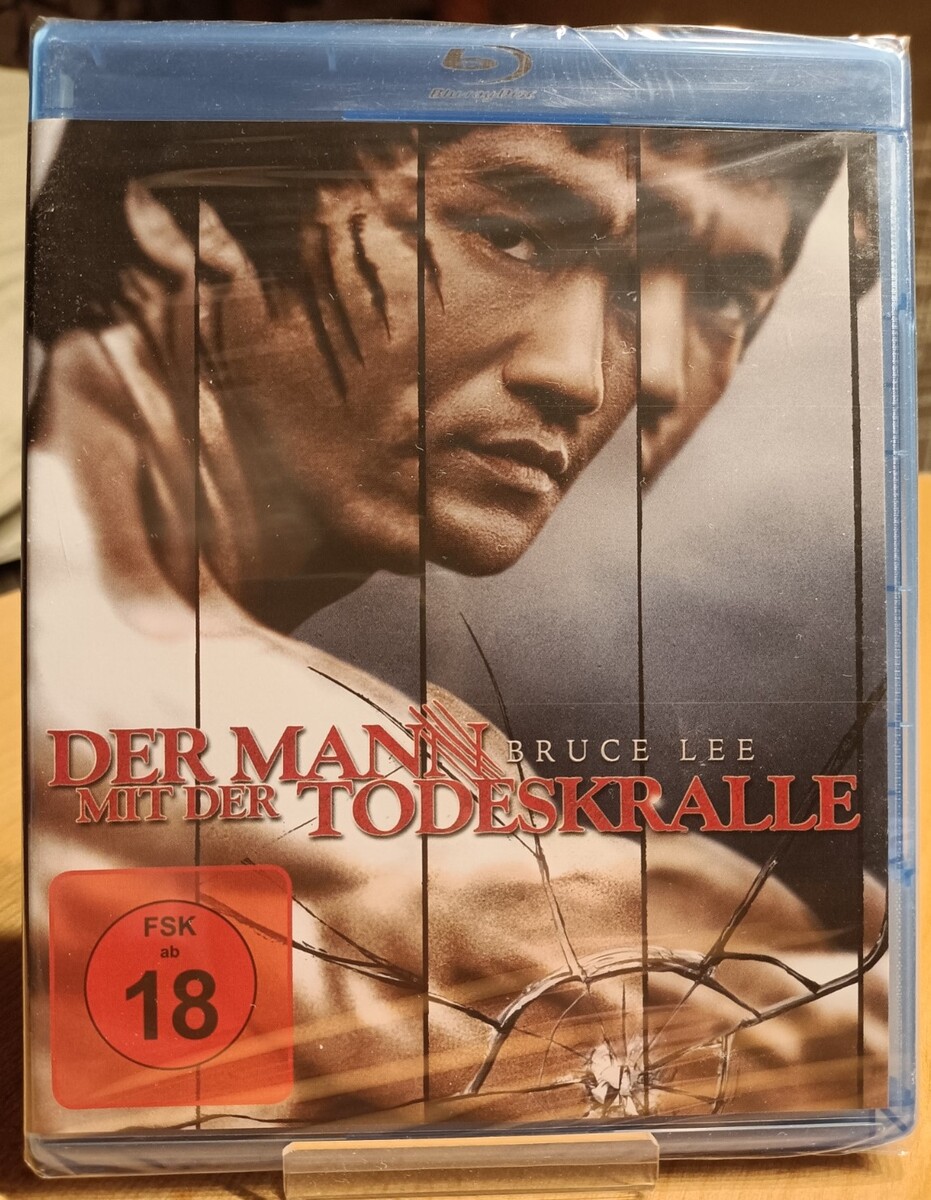 Blu-ray Disc
DER MANN BRUCE LEE
MIT DER TODESKRALLE
FSK
ab
18